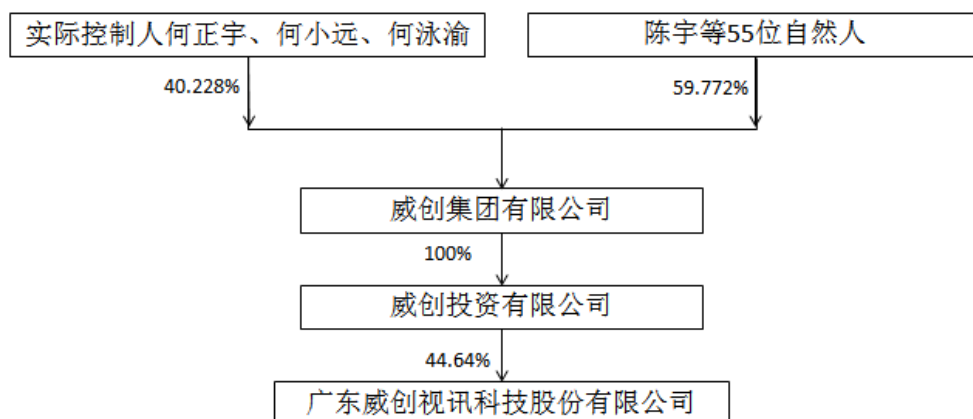 实际控制人何正宇、何小远、何泳渝
陈宇等55位自然人
40.228%
59.772%
威创集团有限公司
100%
威创投资有限公司
44.64%
广东威创视讯科技股份有限公司